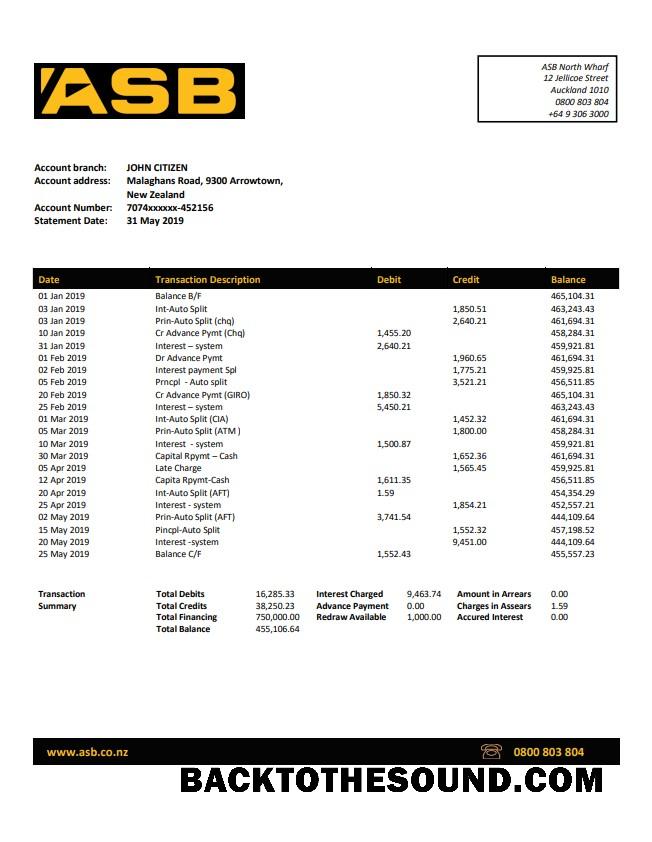 ASB
ASB North Wharf
12 Jellicoe Street
Auckland 1010
0800 803 804
+64 9 306 3000
Account branch: JOHN CITIZEN
Account address: Malaghans Road, 9300 Arrowtown,
New Zealand
Account Number: 7074xxxxxx-452156
Statement Date: 31 May 2019
Date Transaction Description Debit Credit Balance
01 Jan 2019 Balance B/F 465,104.31
03 Jan 2019 Int-Auto Split 1,850.51 463,243.43
03 Jan 2019 Prin-Auto Split (chq) 2,640.21 461,694.31
10 Jan 2019 Cr Advance Pymt (Chq) 1,455.20 458,284.31
31 Jan 2019 Interest – system 2,640.21 459,921.81
01 Feb 2019 Dr Advance Pymt 1,960.65 461,694.31
02 Feb 2019 Interest payment Spl 1,775.21 459,925.81
05 Feb 2019 Prncpl - Auto split 3,521.21 456,511.85
20 Feb 2019 Cr Advance Pymt (GIRO) 1,850.32 465,104.31
25 Feb 2019 Interest – system 5,450.21 463,243.43
01 Mar 2019 Int-Auto Split (CIA) 1,452.32 461,694.31
05 Mar 2019 Prin-Auto Split (ATM ) 1,800.00 458,284.31
10 Mar 2019 Interest - system 1,500.87 459,921.81
30 Mar 2019 Capital Rpymt – Cash 1,652.36 461,694.31
05 Apr 2019 Late Charge 1,565.45 459,925.81
12 Apr 2019 Capita Rpymt-Cash 1,611.35 456,511.85
20 Apr 2019 Int-Auto Split (AFT) 1.59 454,354.29
25 Apr 2019 Interest - system 1,854.21 452,557.21
02 May 2019 Prin-Auto Split (AFT) 3,741.54 444,109.64
15 May 2019 Pincpl-Auto Split 1,552.32 457,198.52
20 May 2019 Interest -system 9,451.00 444,109.64
25 May 2019 Balance C/F 1,552.43 455,557.23
Transaction Total Debits 16,285.33 Interest Charged 9,463.74 Amount in Arrears 0.00
Summary Total Credits 38,250.23 Advance Payment 0.00 Charges in Assears 1.59
Total Financing 750,000.00 Redraw Available 1,000.00 Accured Interest 0.00
Total Balance 455,106.64
www.asb.co.nz 0800 803 804
BACKTOTHESOUND.COM